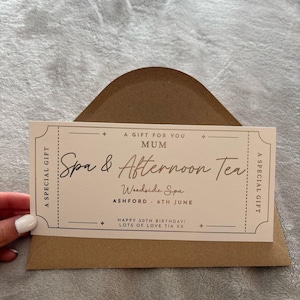 A SPECIAL GIFT
A GIFT FOR YOU
MUM
Spa & Afternoon Tea
Woodside Spa
ASHFORD - 6TH JUNE
HAPPY 50TH BIRTHDAY!
LOTS OF LOVE TIA XX
A SPECIAL GIFT